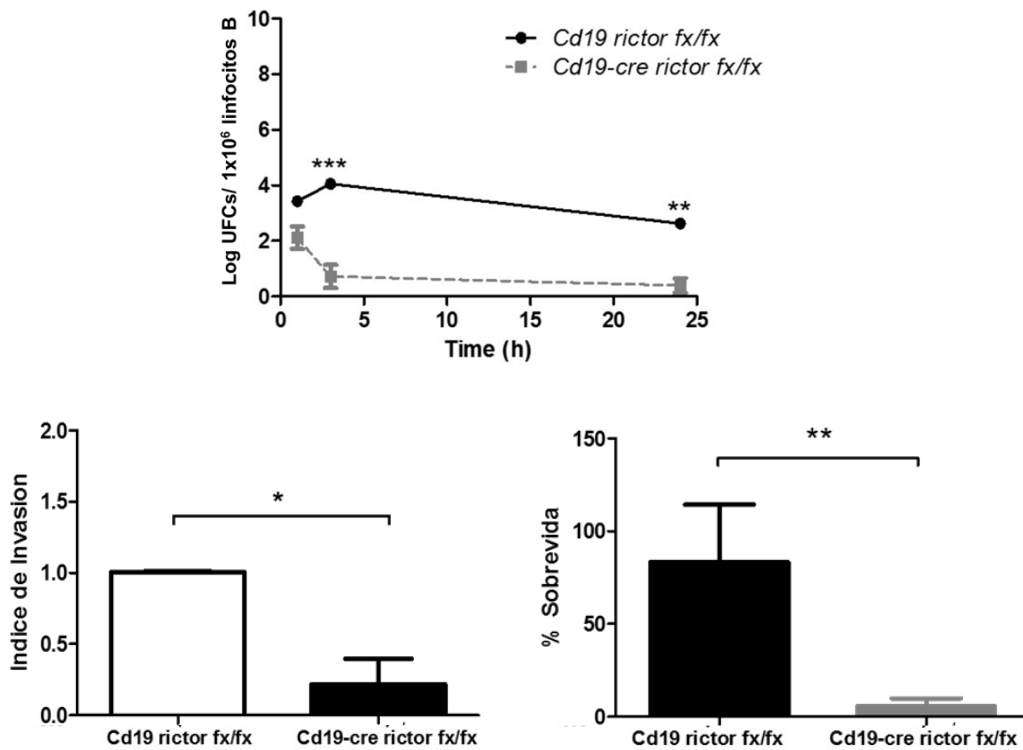 10
8
6
4
2
0
Log UFCs/ 1x10⁶ linfocitos B
Cd19 rictor fx/fx
Cd19-cre rictor fx/fx
***
**
0 5 10 15 20 25
Time (h)
2.0
1.5
1.0
0.5
0.0
Indice de Invasion
*
Cd19 rictor fx/fx Cd19-cre rictor fx/fx
150
100
50
0
% Sobrevida
**
Cd19 rictor fx/fx Cd19-cre rictor fx/fx